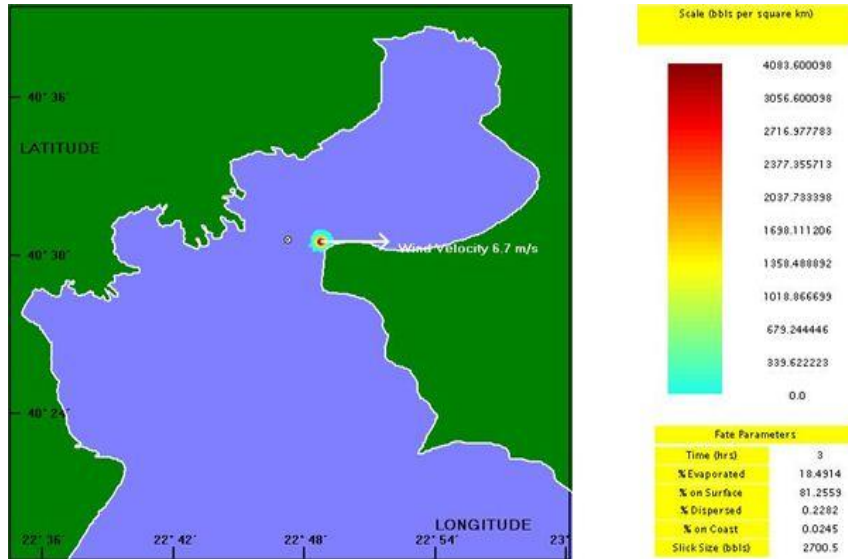 40° 36'
LATITUDE
40° 30'
Wind Velocity 6.7 m/s
40° 24'
LONGITUDE
22° 36'
22° 42'
22° 48'
22° 54'
23°
Scale (bbls per square km)
4083.600098
3056.600098
2716.977783
2377.355713
2037.733398
1698.111206
1358.488892
1018.866699
679.244446
339.622223
0.0
Fate Parameters
Time (hrs) 3
% Evaporated 18.4914
% on Surface 81.2559
% Dispersed 0.2282
% on Coast 0.0245
Slick Size (bbls) 2700.5